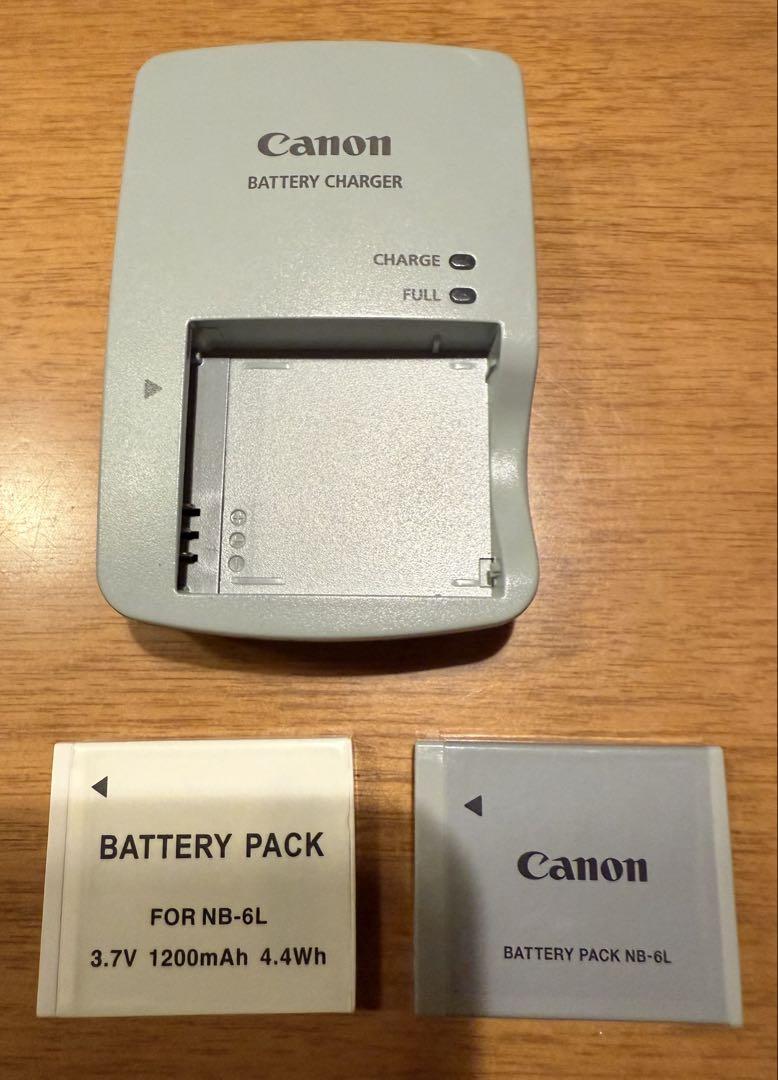 Canon
BATTERY CHARGER
CHARGE
FULL
BATTERY PACK
FOR NB-6L
3.7V 1200mAh 4.4Wh
Canon
BATTERY PACK NB-6L